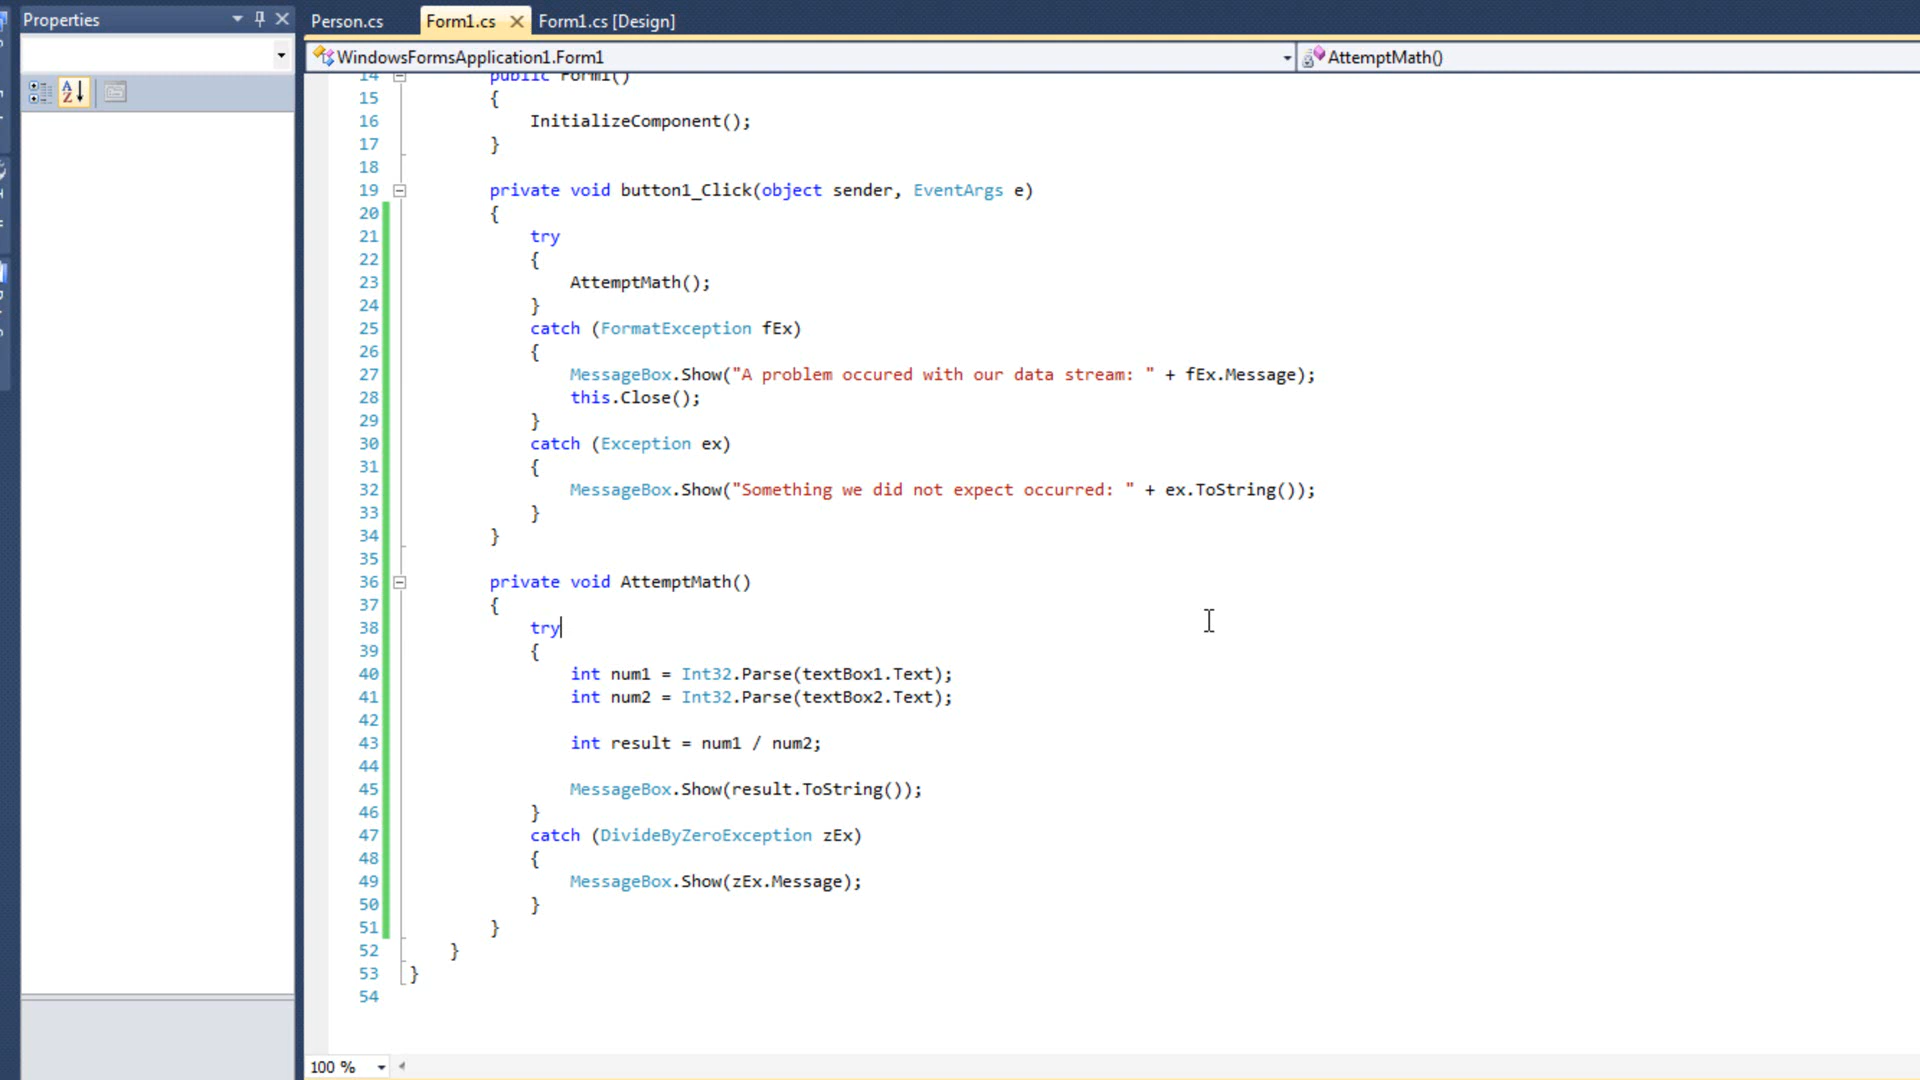 Properties
Person.cs
Form1.cs
Form1.cs [Design]
WindowsFormsApplication1.Form1
AttemptMath()
14 public Form1()
15 {
16 InitializeComponent();
17 }
18
19 private void button1_Click(object sender, EventArgs e)
20 {
21 try
22 {
23 AttemptMath();
24 }
25 catch (FormatException fEx)
26 {
27 MessageBox.Show("A problem occured with our data stream: " + fEx.Message);
28 this.Close();
29 }
30 catch (Exception ex)
31 {
32 MessageBox.Show("Something we did not expect occurred: " + ex.ToString());
33 }
34 }
35
36 private void AttemptMath()
37 {
38 try
39 {
40 int num1 = Int32.Parse(textBox1.Text);
41 int num2 = Int32.Parse(textBox2.Text);
42
43 int result = num1 / num2;
44
45 MessageBox.Show(result.ToString());
46 }
47 catch (DivideByZeroException zEx)
48 {
49 MessageBox.Show(zEx.Message);
50 }
51 }
52 }
53 }
54
100 %